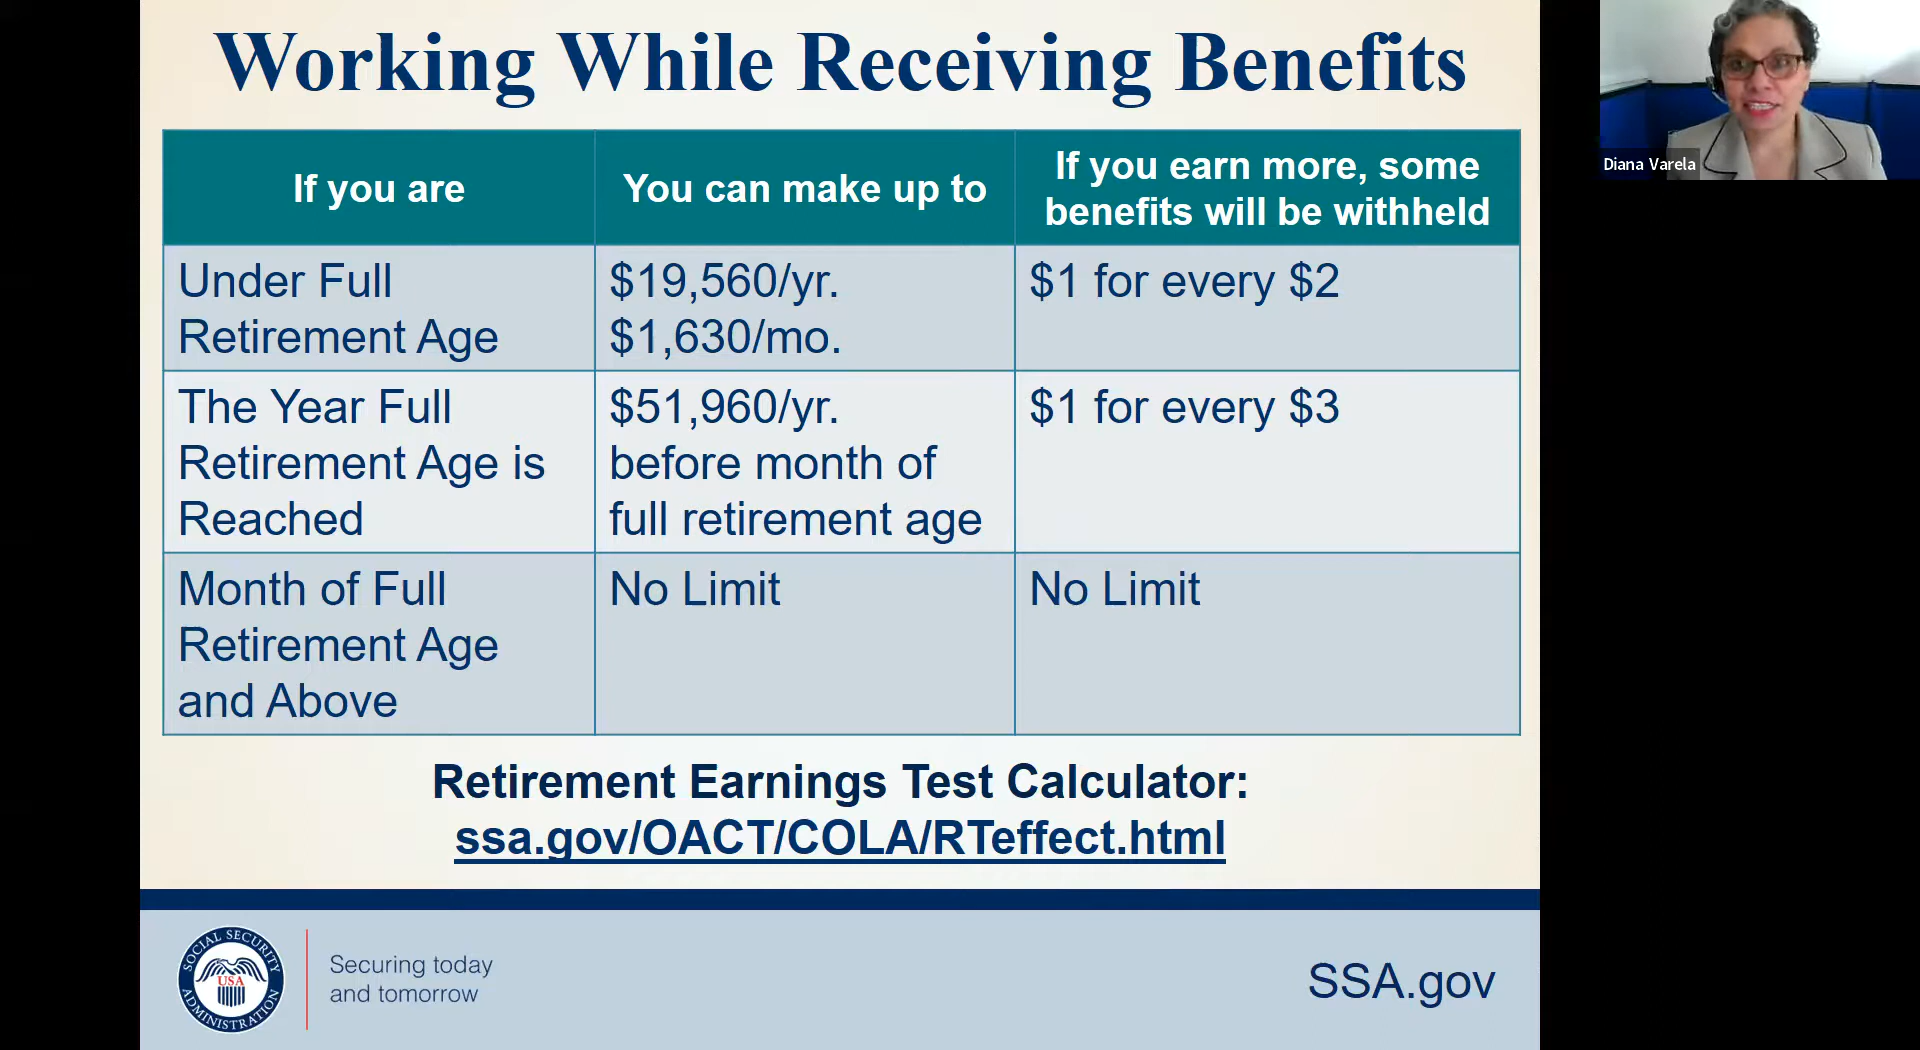 Working While Receiving Benefits
If you are
You can make up to
If you earn more, some
benefits will be withheld
Under Full
Retirement Age
$19,560/yr.
$1,630/mo.
$1 for every $2
The Year Full
Retirement Age is
Reached
$51,960/yr.
before month of
full retirement age
$1 for every $3
Month of Full
Retirement Age
and Above
No Limit
No Limit
Retirement Earnings Test Calculator:
ssa.gov/OACT/COLA/RTeffect.html
SOCIAL SECURITY
USA
ADMINISTRATION
Securing today
and tomorrow
SSA.gov
Diana Varela